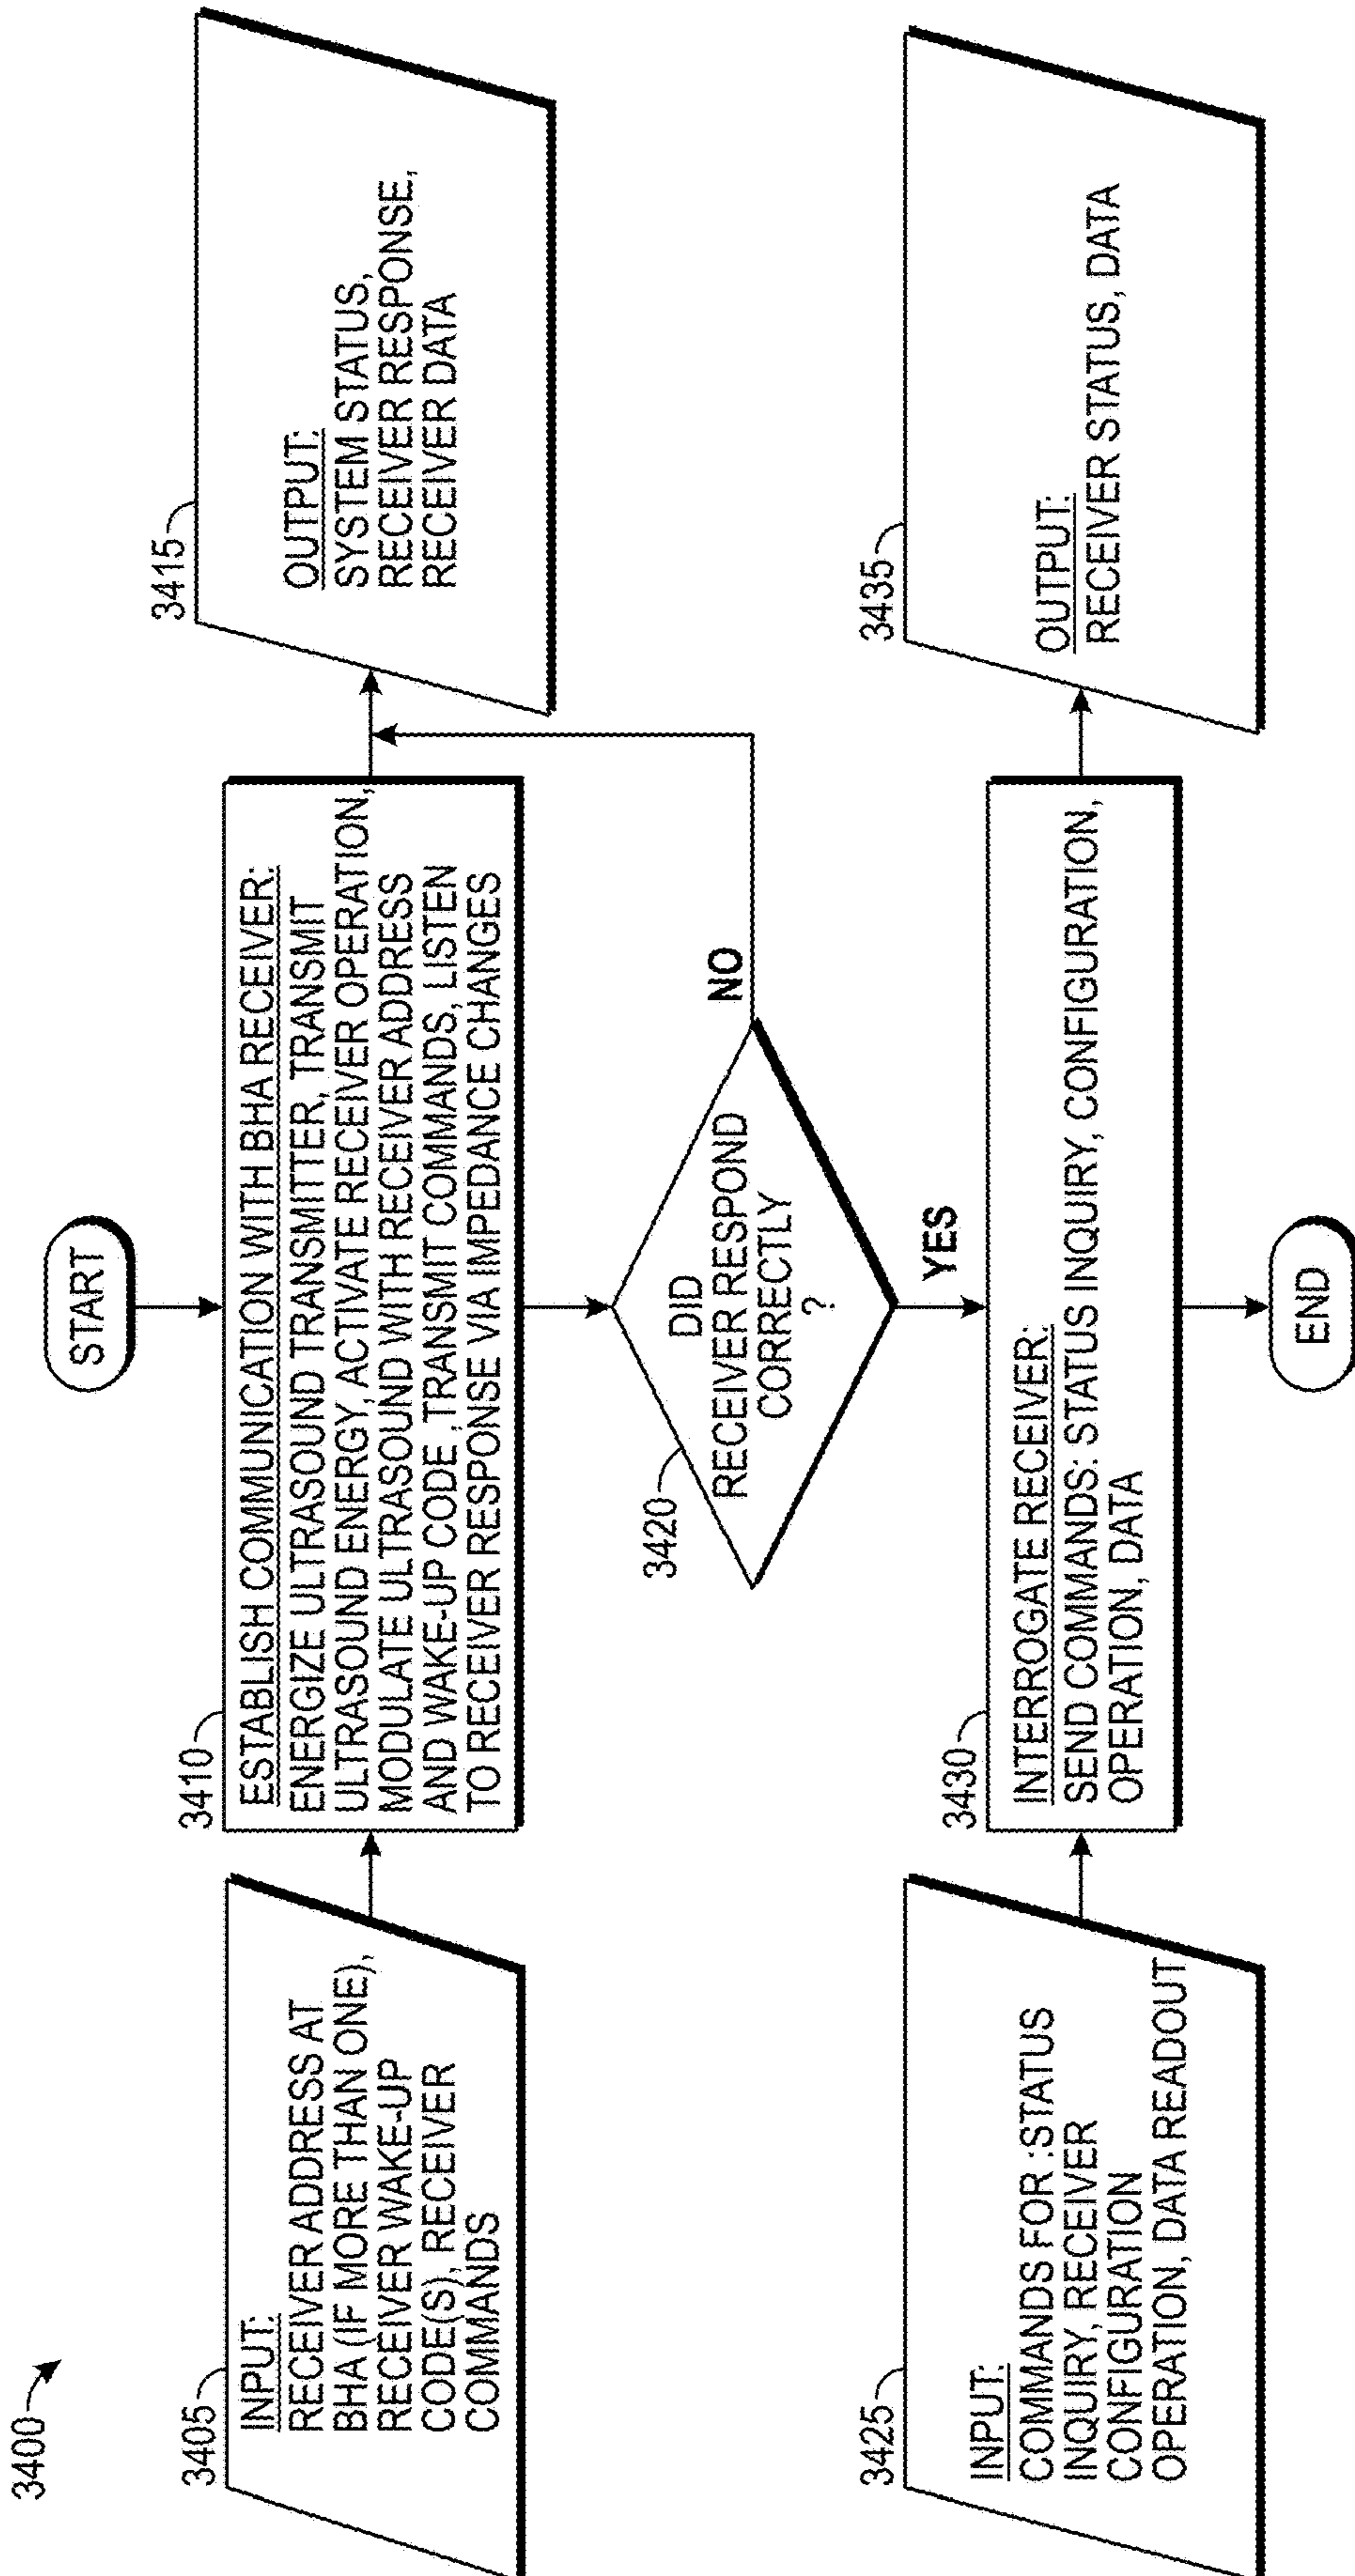 3400
START
3405
INPUT:
RECEIVER ADDRESS AT
BHA (IF MORE THAN ONE),
RECEIVER WAKE-UP
CODE(S), RECEIVER
COMMANDS
3410
ESTABLISH COMMUNICATION WITH BHA RECEIVER:
ENERGIZE ULTRASOUND TRANSMITTER, TRANSMIT
ULTRASOUND ENERGY, ACTIVATE RECEIVER OPERATION,
MODULATE ULTRASOUND WITH RECEIVER ADDRESS
AND WAKE-UP CODE ,TRANSMIT COMMANDS, LISTEN
TO RECEIVER RESPONSE VIA IMPEDANCE CHANGES
3415
OUTPUT:
SYSTEM STATUS,
RECEIVER RESPONSE,
RECEIVER DATA
3420
DID
RECEIVER RESPOND
CORRECTLY
?
NO
YES
3425
INPUT:
COMMANDS FOR :STATUS
INQUIRY, RECEIVER
CONFIGURATION
OPERATION, DATA READOUT
3430
INTERROGATE RECEIVER:
SEND COMMANDS: STATUS INQUIRY, CONFIGURATION,
OPERATION, DATA
3435
OUTPUT:
RECEIVER STATUS, DATA
END